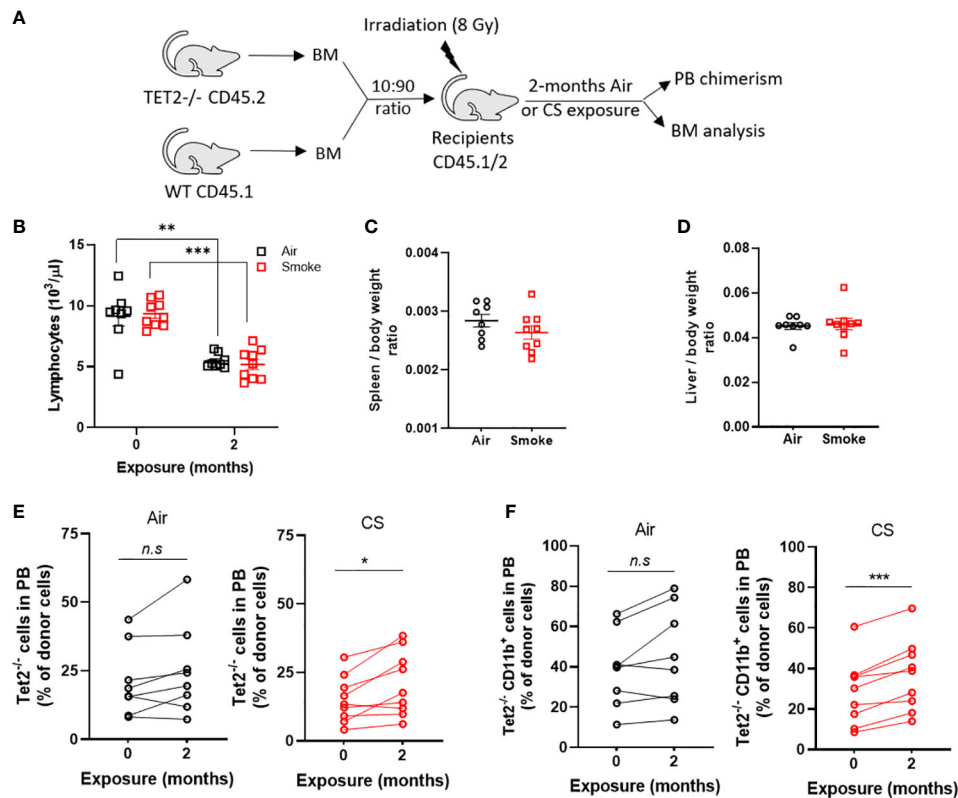 A
Irradiation (8 Gy)
BM
TET2-/- CD45.2
10:90
ratio
2-months Air
or CS exposure
PB chimerism
BM analysis
Recipients
CD45.1/2
BM
WT CD45.1
B
Lymphocytes (10³/µl)
15
10
5
0
**
***
Air
Smoke
0
2
Exposure (months)
C
Spleen / body weight
ratio
0.004
0.003
0.002
0.001
Air
Smoke
D
Liver / body weight
ratio
0.08
0.06
0.04
0.02
0.00
Air
Smoke
E
Air
Tet2⁻/⁻ cells in PB
(% of donor cells)
75
50
25
0
n.s
0
2
Exposure (months)
CS
Tet2⁻/⁻ cells in PB
(% of donor cells)
75
50
25
0
*
0
2
Exposure (months)
F
Air
Tet2⁻/⁻ CD11b⁺ cells in PB
(% of donor cells)
100
80
60
40
20
0
n.s
0
2
Exposure (months)
CS
Tet2⁻/⁻ CD11b⁺ cells in PB
(% of donor cells)
100
80
60
40
20
0
***
0
2
Exposure (months)